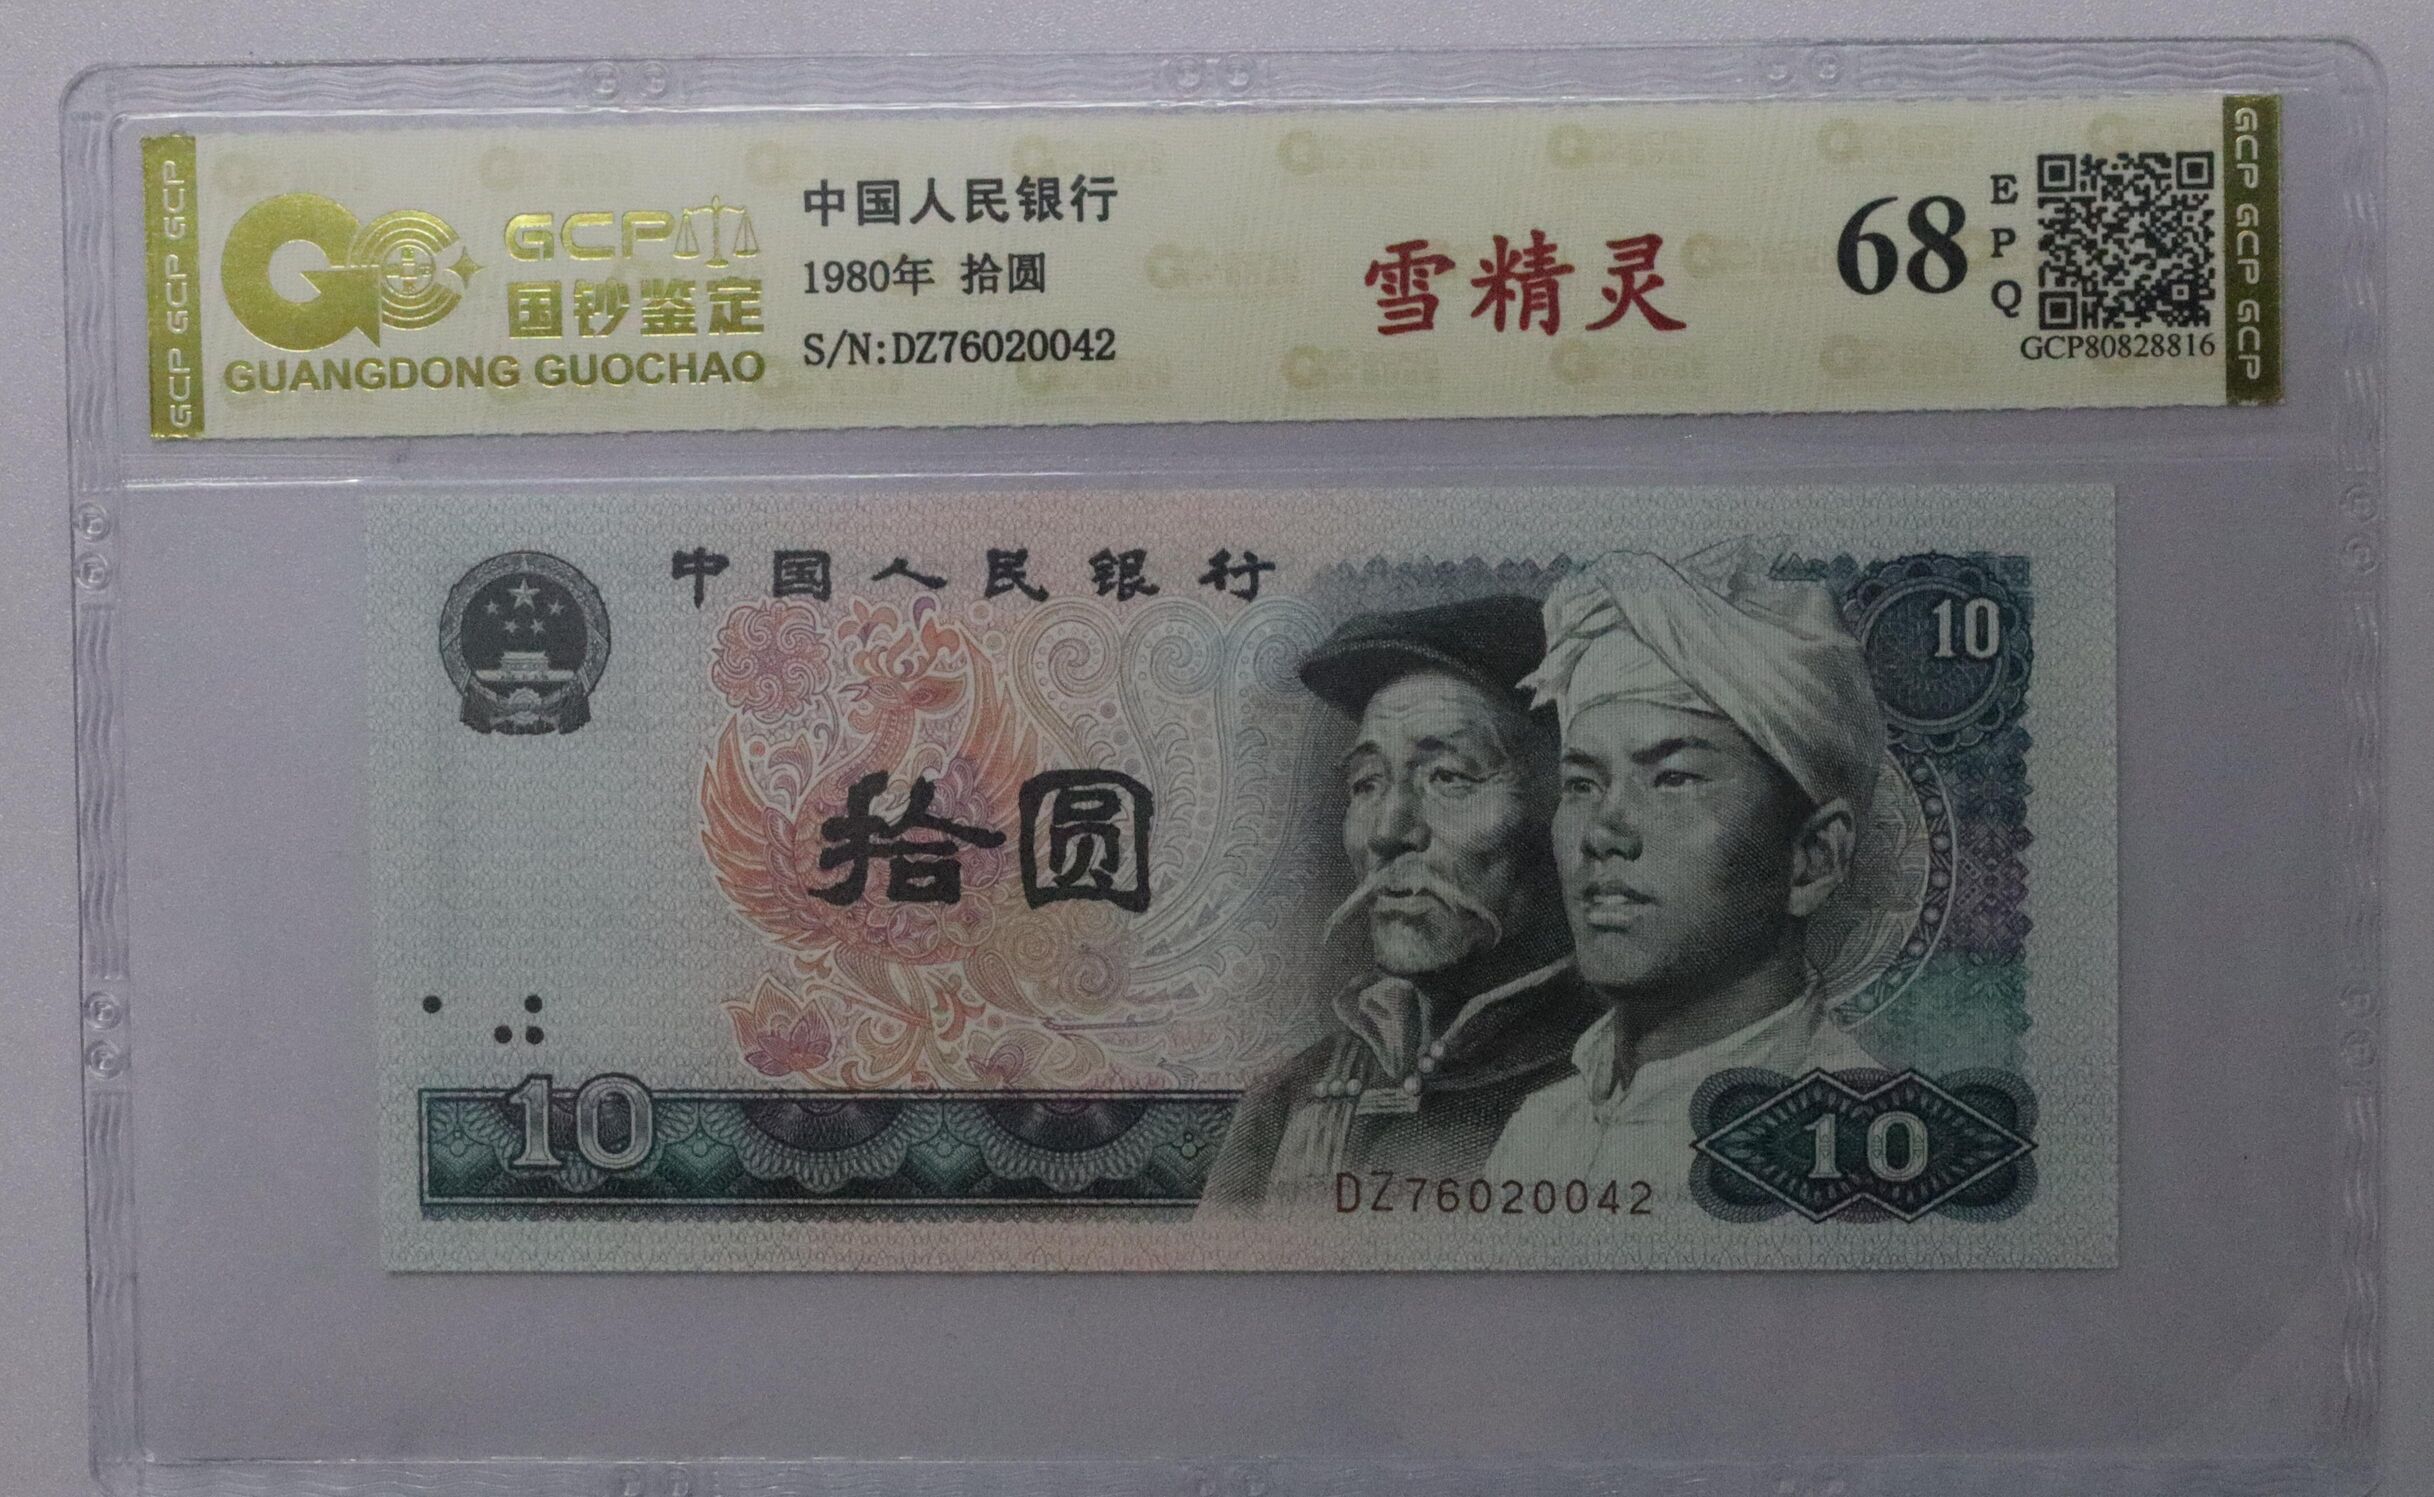 GCP GCP GCP
GCP
国钞鉴定
GUANGDONG GUOCHAO
中国人民银行
1980年 拾圆
S/N:DZ76020042
雪精灵
68
EPQ
GCP80828816
GCP GCP GCP
中国人民银行
10
拾圆
10
DZ76020042
10